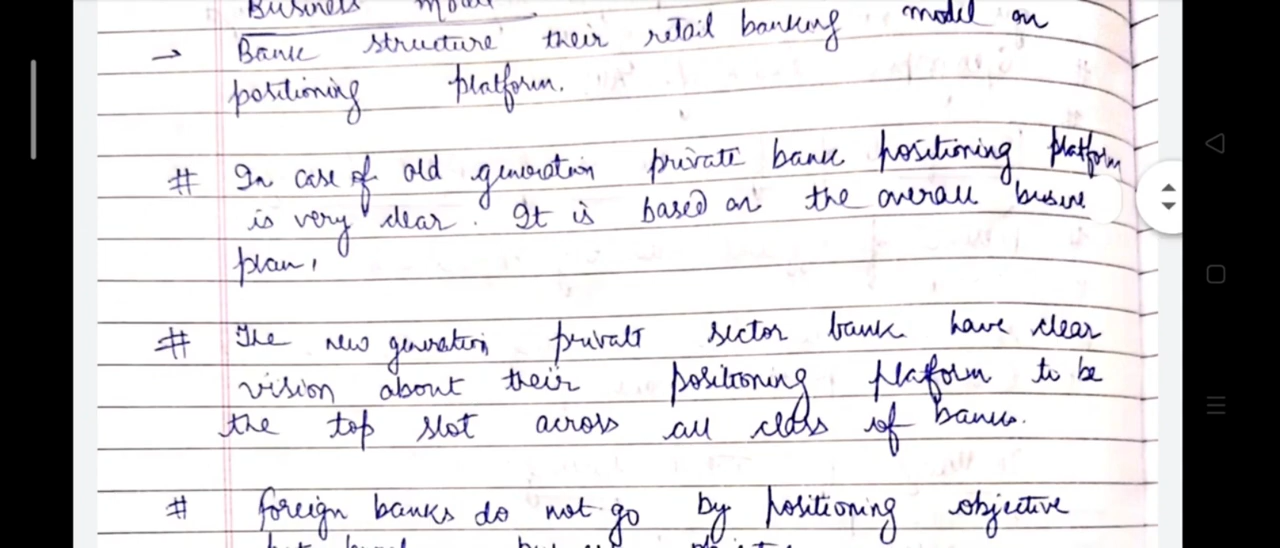 Business Model
→ Bank structure their retail banking model on
positioning platform.
# In case of old generation private bank positioning platform
is very clear. It is based on the overall busine
plan,
# The new generation private sector bank have clear
vision about their positioning platform to be
the top slot across all class of banks.
# foreign banks do not go by positioning objective